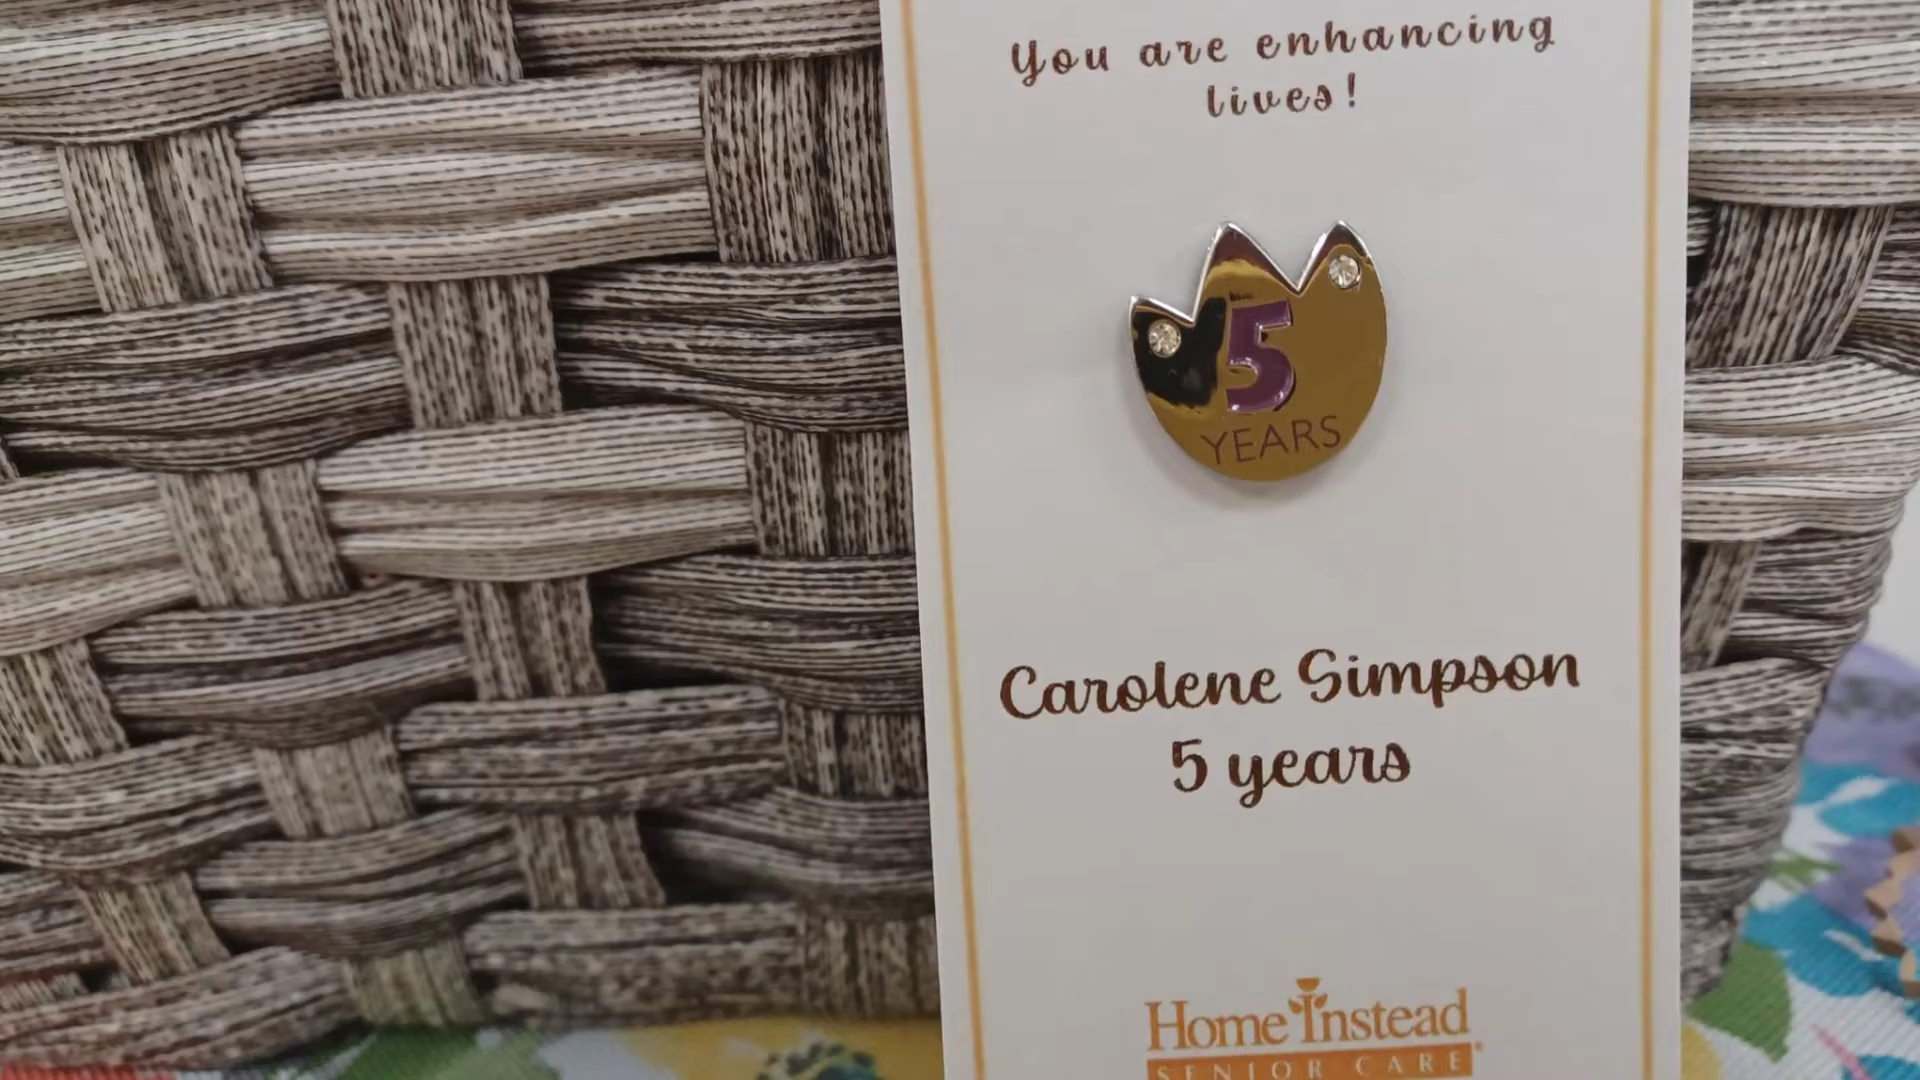 You are enhancing
lives!
5
YEARS
Carolene Simpson
5 years
Home Instead
SENIOR CARE